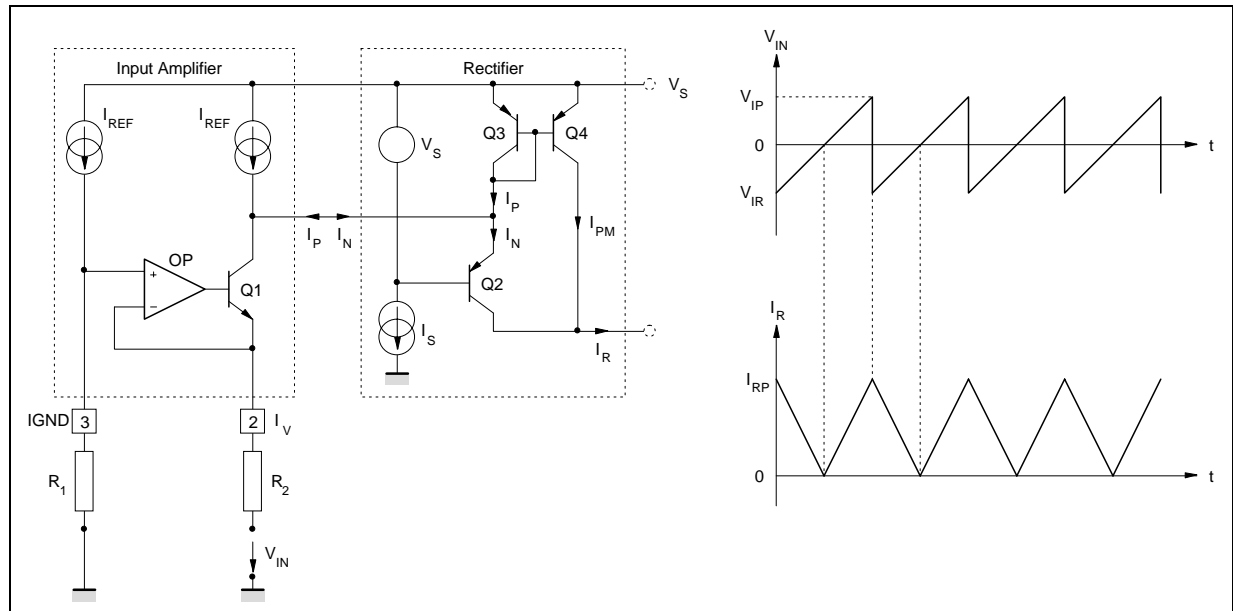 Input Amplifier
Rectifier
V_IN
V_S
V_IP
I_REF
I_REF
Q3
Q4
V_S
0
t
I_P
V_IR
I_P
I_N
I_N
I_PM
OP
+
−
Q1
Q2
I_R
I_S
I_R
I_RP
IGND
3
2
I_V
R_1
R_2
0
t
V_IN